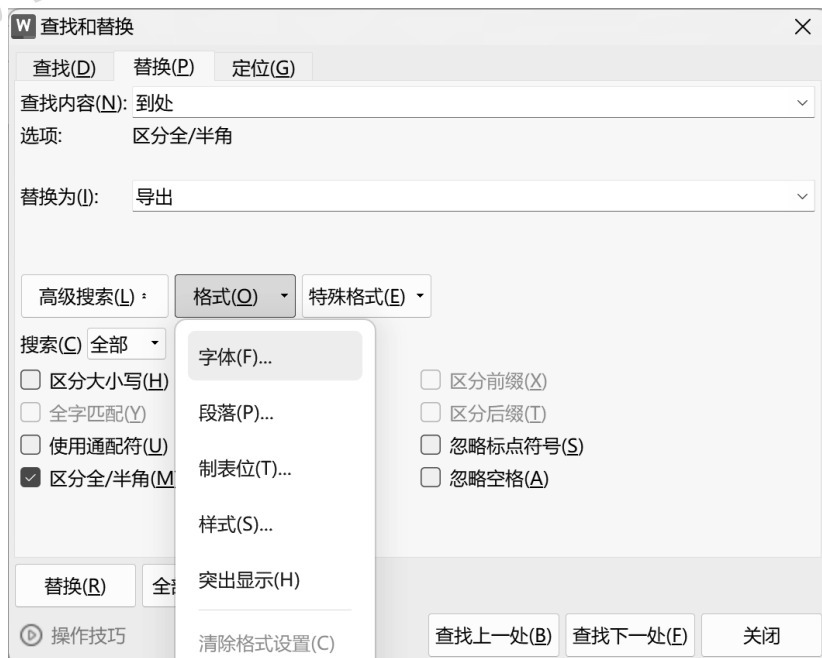 W 查找和替换
查找(D) 替换(P) 定位(G)
查找内容(N): 到处
选项: 区分全/半角
替换为(I): 导出
高级搜索(L) 格式(O) 特殊格式(E)
搜索(C) 全部
字体(F)...
区分大小写(H) 区分前缀(X)
全字匹配(Y) 段落(P)... 区分后缀(T)
使用通配符(U) 忽略标点符号(S)
制表位(T)...
区分全/半角(M 忽略空格(A)
样式(S)...
替换(R) 全 突出显示(H)
操作技巧 清除格式设置(C) 查找上一处(B) 查找下一处(F) 关闭